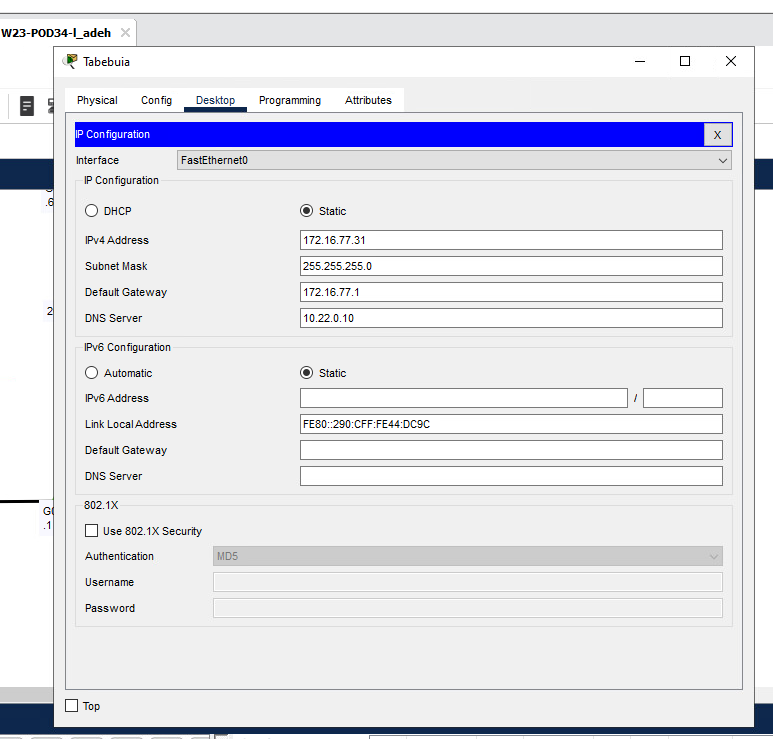 W23-POD34-l_adeh
Tabebuia
Physical Config Desktop Programming Attributes
IP Configuration X
Interface FastEthernet0
IP Configuration
DHCP Static
IPv4 Address 172.16.77.31
Subnet Mask 255.255.255.0
Default Gateway 172.16.77.1
DNS Server 10.22.0.10
IPv6 Configuration
Automatic Static
IPv6 Address /
Link Local Address FE80::290:CFF:FE44:DC9C
Default Gateway
DNS Server
802.1X
Use 802.1X Security
Authentication MD5
Username
Password
Top
.6
2
.1